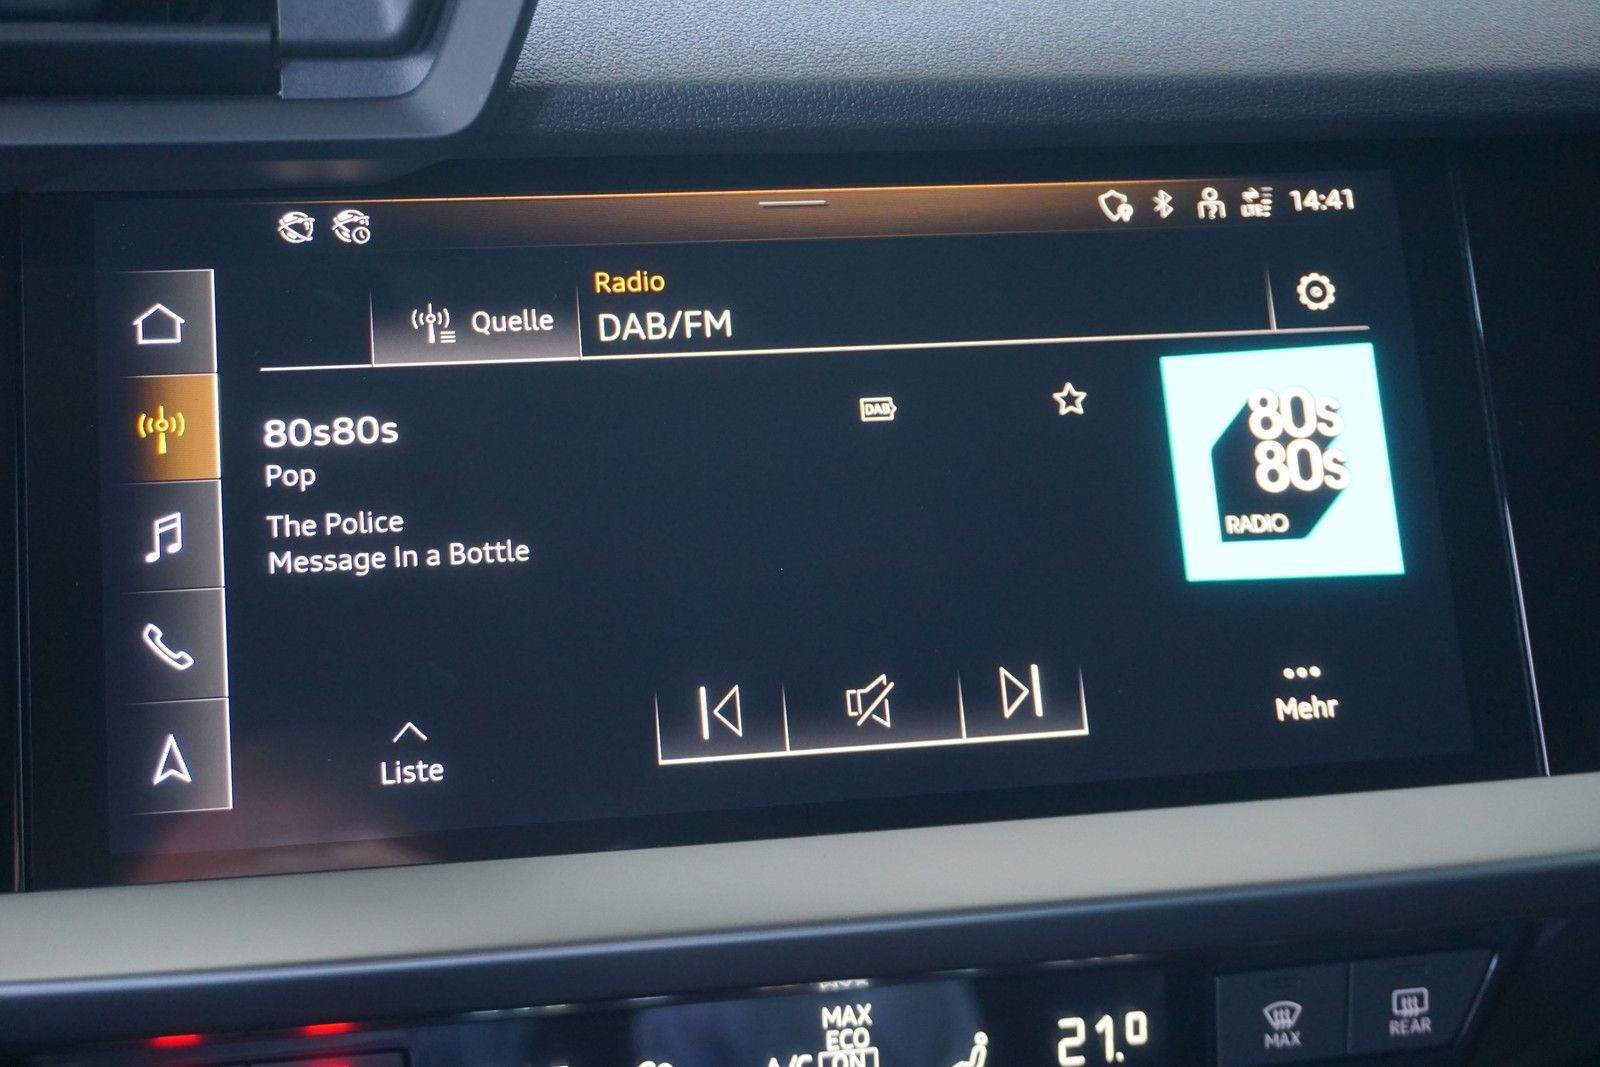 LTE 14:41
Radio
Quelle
DAB/FM
80s80s
DAB
Pop
The Police
Message In a Bottle
80s
80s
RADIO
Liste
Mehr
MAX
ECO
A/C ON
21.0
MAX
REAR